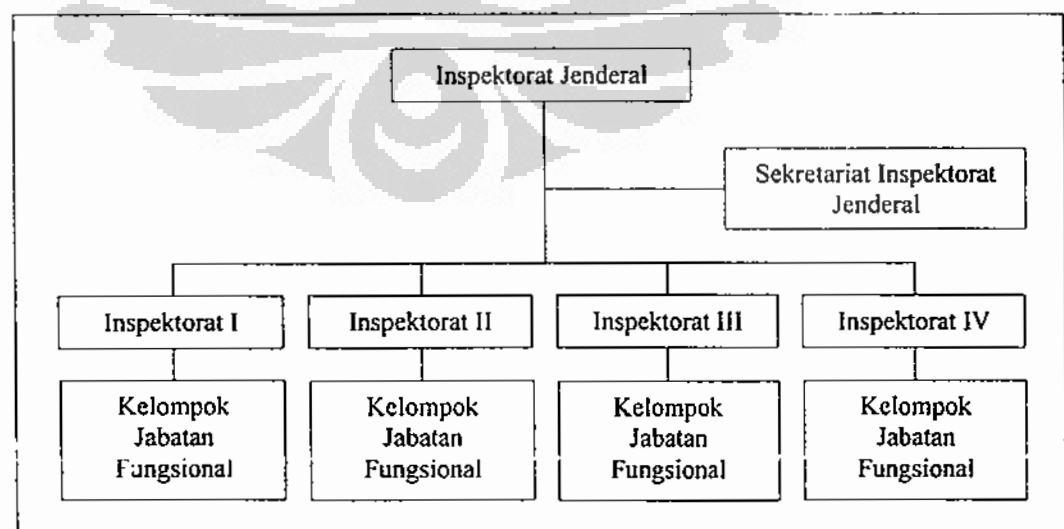 Inspektorat Jenderal
Sekretariat Inspektorat
Jenderal
Inspektorat I
Inspektorat II
Inspektorat III
Inspektorat IV
Kelompok
Jabatan
Fungsional
Kelompok
Jabatan
Fungsional
Kelompok
Jabatan
Fungsional
Kelompok
Jabatan
Fungsional